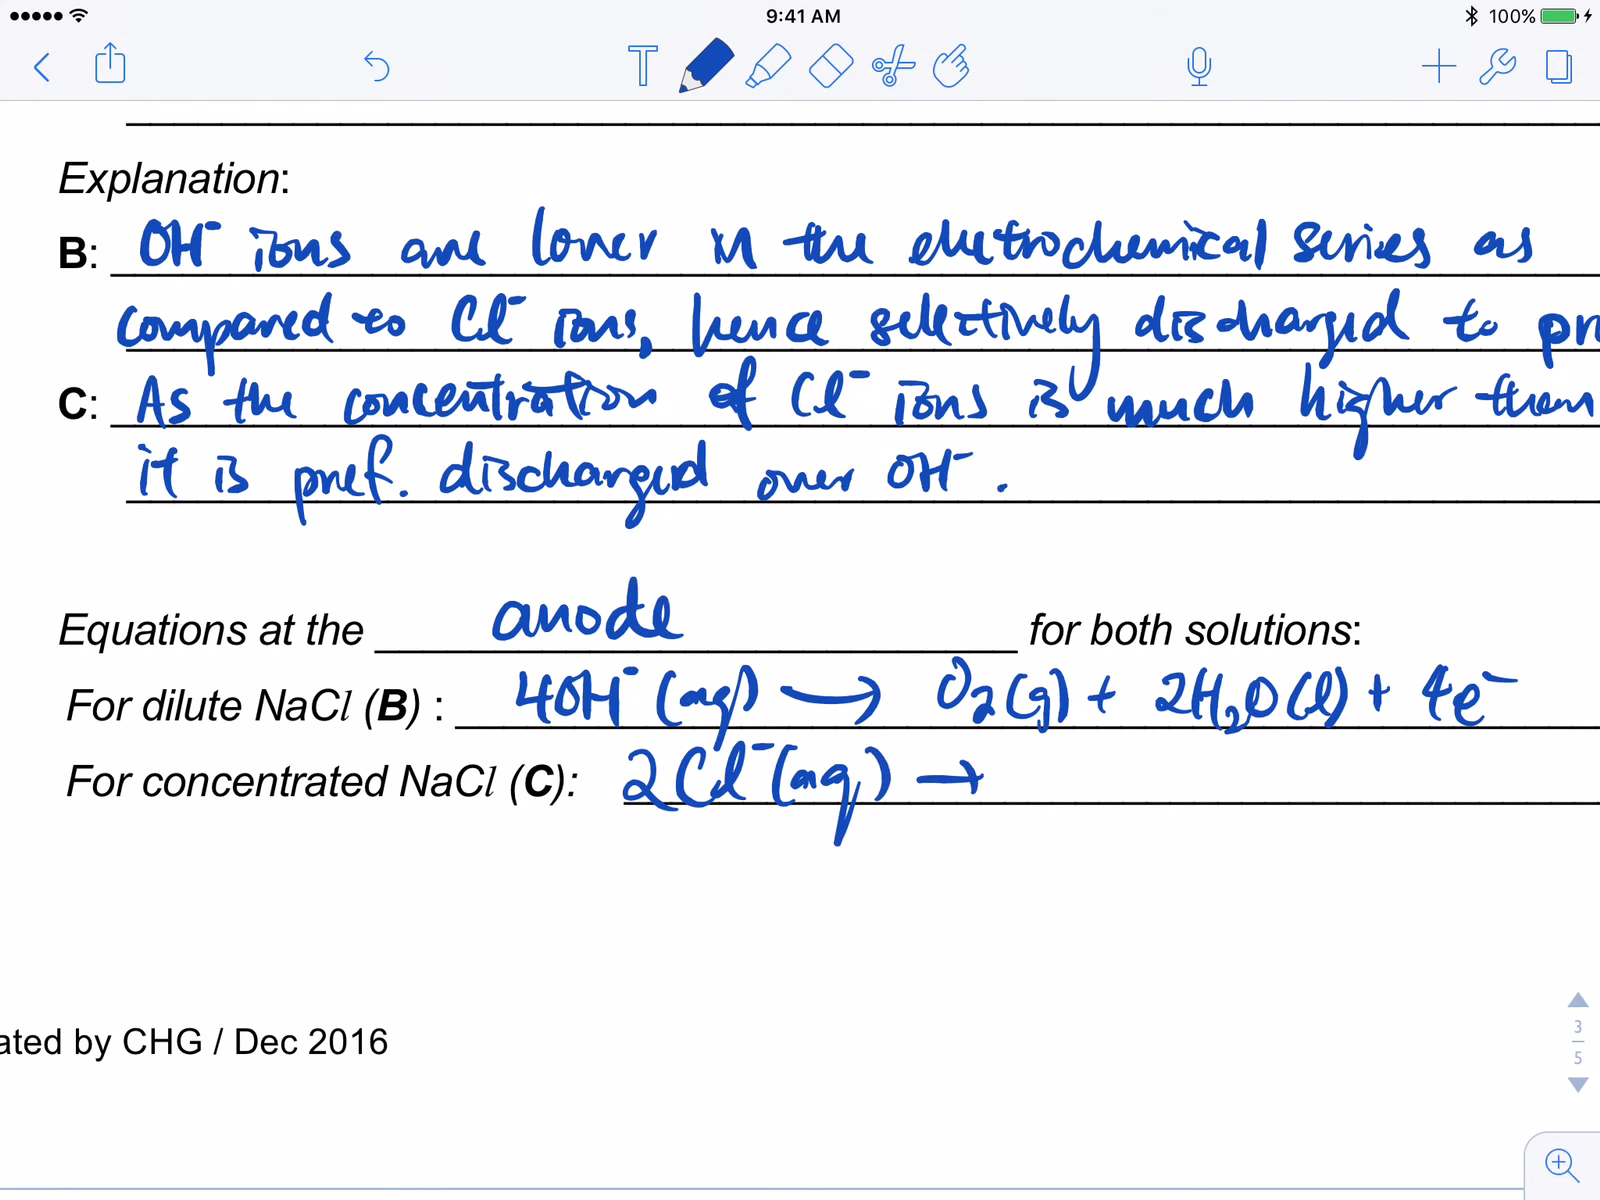 9:41 AM
100%
Explanation:
B: OH⁻ ions are lower in the electrochemical series as
compared to Cl⁻ ions, hence selectively discharged to pr
C: As the concentration of Cl⁻ ions is much higher than
it is pref. discharged over OH⁻.
Equations at the anode for both solutions:
For dilute NaCl (B) : 4OH⁻(aq) → O₂(g) + 2H₂O(l) + 4e⁻
For concentrated NaCl (C): 2Cl⁻(aq) →
ated by CHG / Dec 2016
3
5